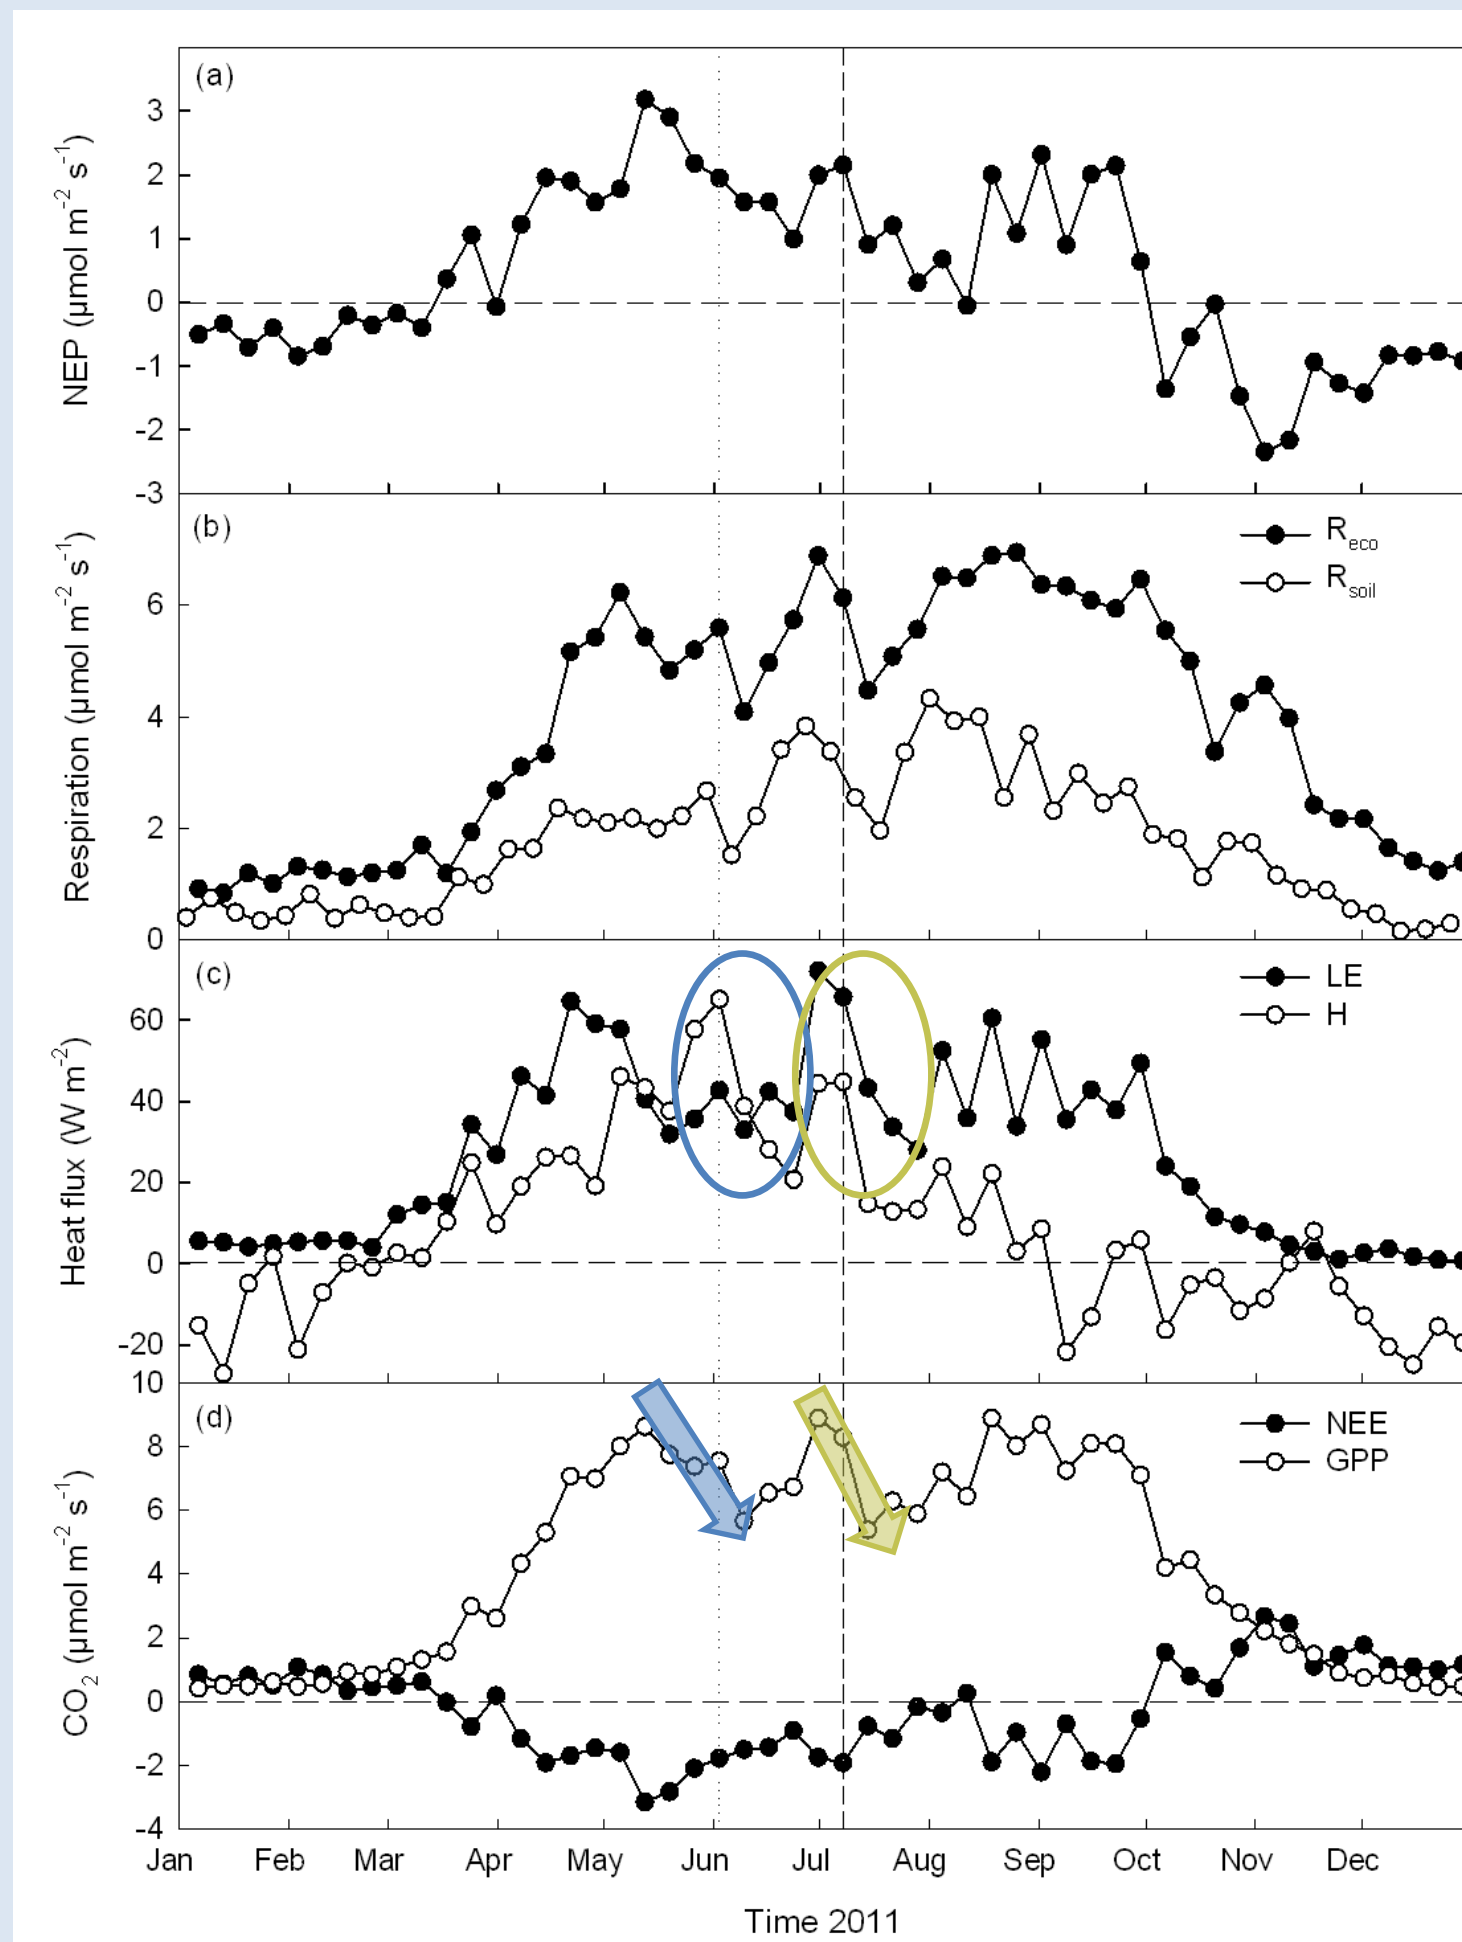 (a)
3
2
1
0
-1
-2
-3
NEP (µmol m⁻² s⁻¹)
(b)
R_eco
R_soil
6
4
2
0
Respiration (µmol m⁻² s⁻¹)
(c)
LE
H
60
40
20
0
-20
Heat flux (W m⁻²)
10
(d)
NEE
GPP
8
6
4
2
0
-2
-4
CO₂ (µmol m⁻² s⁻¹)
Jan Feb Mar Apr May Jun Jul Aug Sep Oct Nov Dec
Time 2011